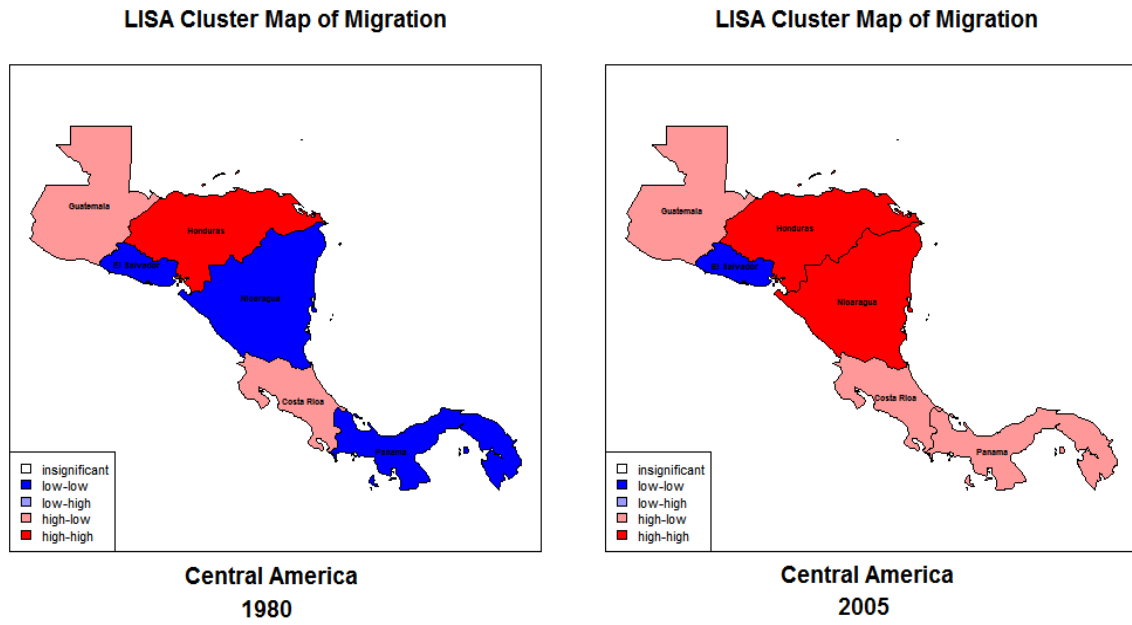 LISA Cluster Map of Migration
Guatemala
Honduras
El Salvador
Nicaragua
Costa Rica
Panama
insignificant
low-low
low-high
high-low
high-high
Central America
1980
LISA Cluster Map of Migration
Guatemala
Honduras
El Salvador
Nicaragua
Costa Rica
Panama
insignificant
low-low
low-high
high-low
high-high
Central America
2005